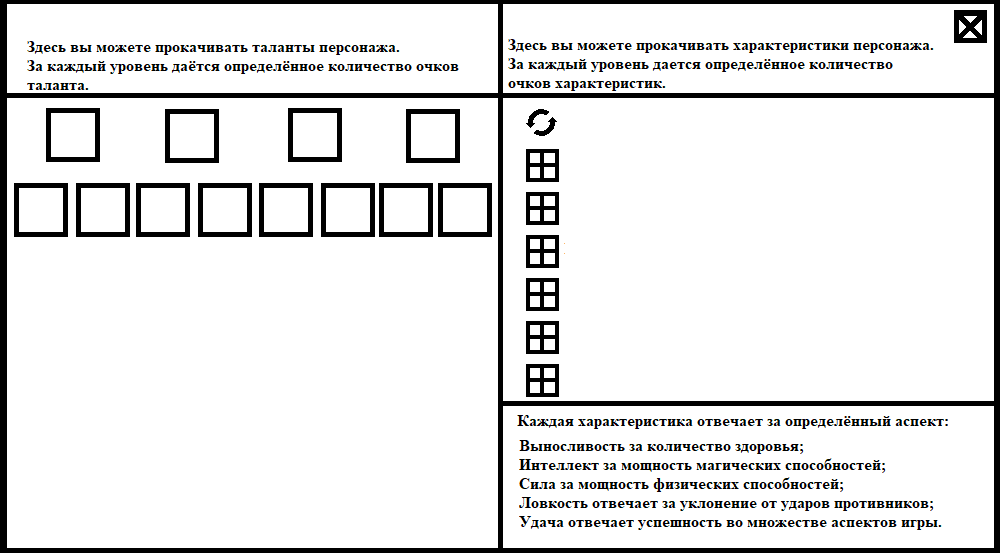 Здесь вы можете прокачивать таланты персонажа.
За каждый уровень даётся определённое количество очков
таланта.
Здесь вы можете прокачивать характеристики персонажа.
За каждый уровень дается определённое количество
очков характеристик.
Каждая характеристика отвечает за определённый аспект:
Выносливость за количество здоровья;
Интеллект за мощность магических способностей;
Сила за мощность физических способностей;
Ловкость отвечает за уклонение от ударов противников;
Удача отвечает успешность во множестве аспектов игры.